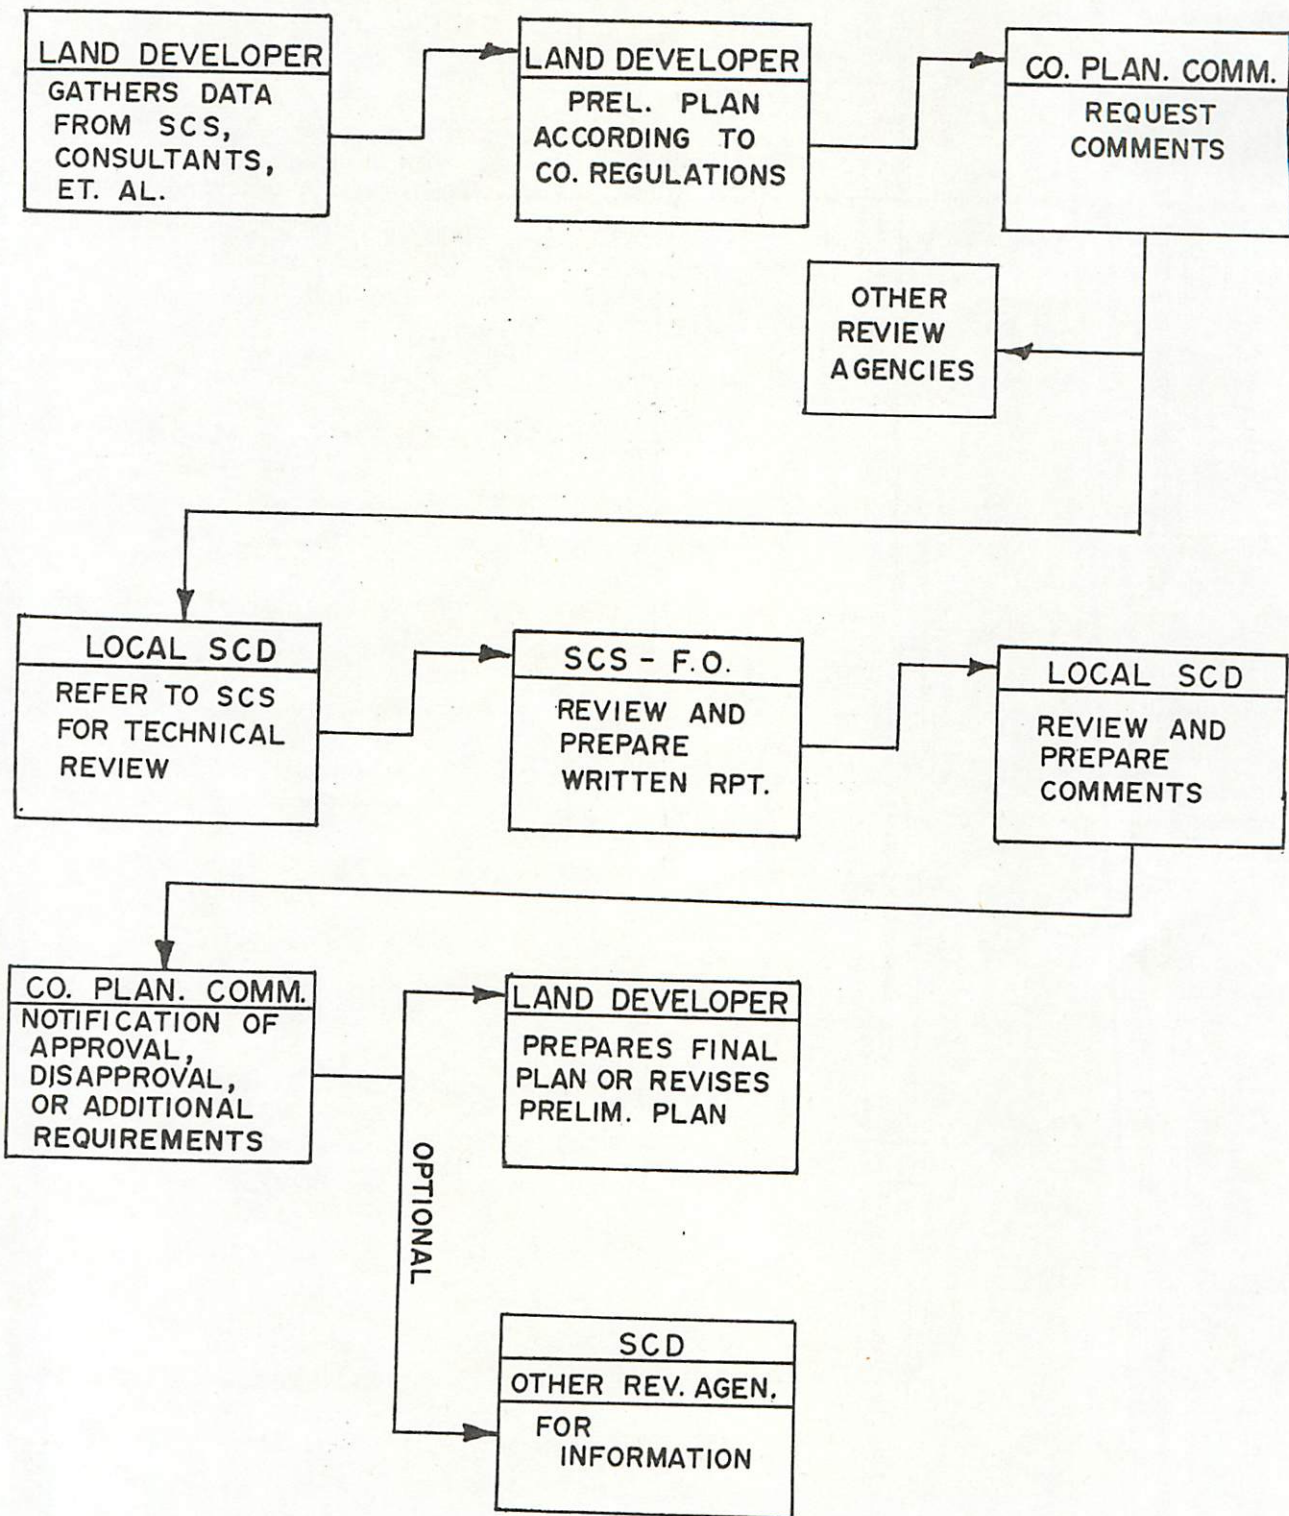 LAND DEVELOPER
GATHERS DATA
FROM SCS,
CONSULTANTS,
ET. AL.
LAND DEVELOPER
PREL. PLAN
ACCORDING TO
CO. REGULATIONS
CO. PLAN. COMM.
REQUEST
COMMENTS
OTHER
REVIEW
AGENCIES
LOCAL SCD
REFER TO SCS
FOR TECHNICAL
REVIEW
SCS - F.O.
REVIEW AND
PREPARE
WRITTEN RPT.
LOCAL SCD
REVIEW AND
PREPARE
COMMENTS
CO. PLAN. COMM.
NOTIFICATION OF
APPROVAL,
DISAPPROVAL,
OR ADDITIONAL
REQUIREMENTS
LAND DEVELOPER
PREPARES FINAL
PLAN OR REVISES
PRELIM. PLAN
OPTIONAL
SCD
OTHER REV. AGEN.
FOR
INFORMATION